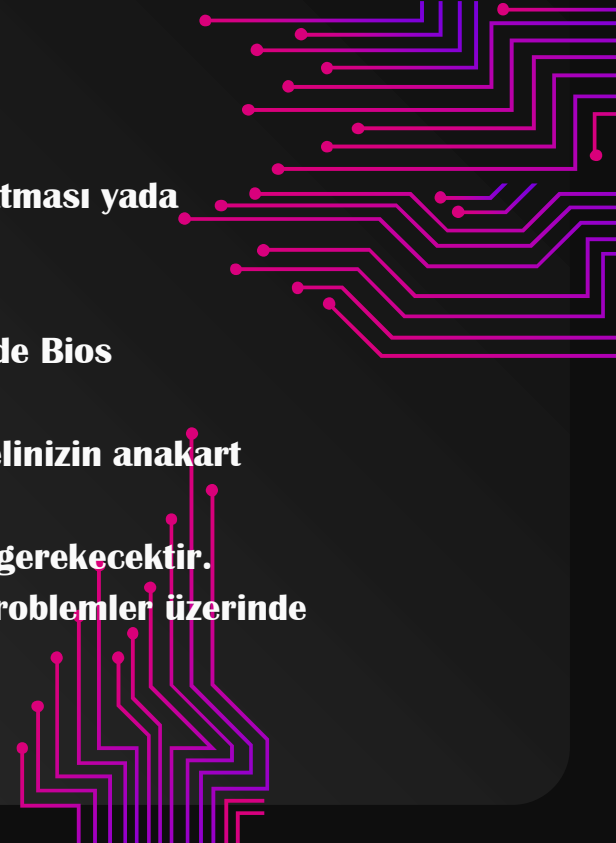 tması yada
de Bios
elinizin anakart
gerekecektir.
roblemler üzerinde